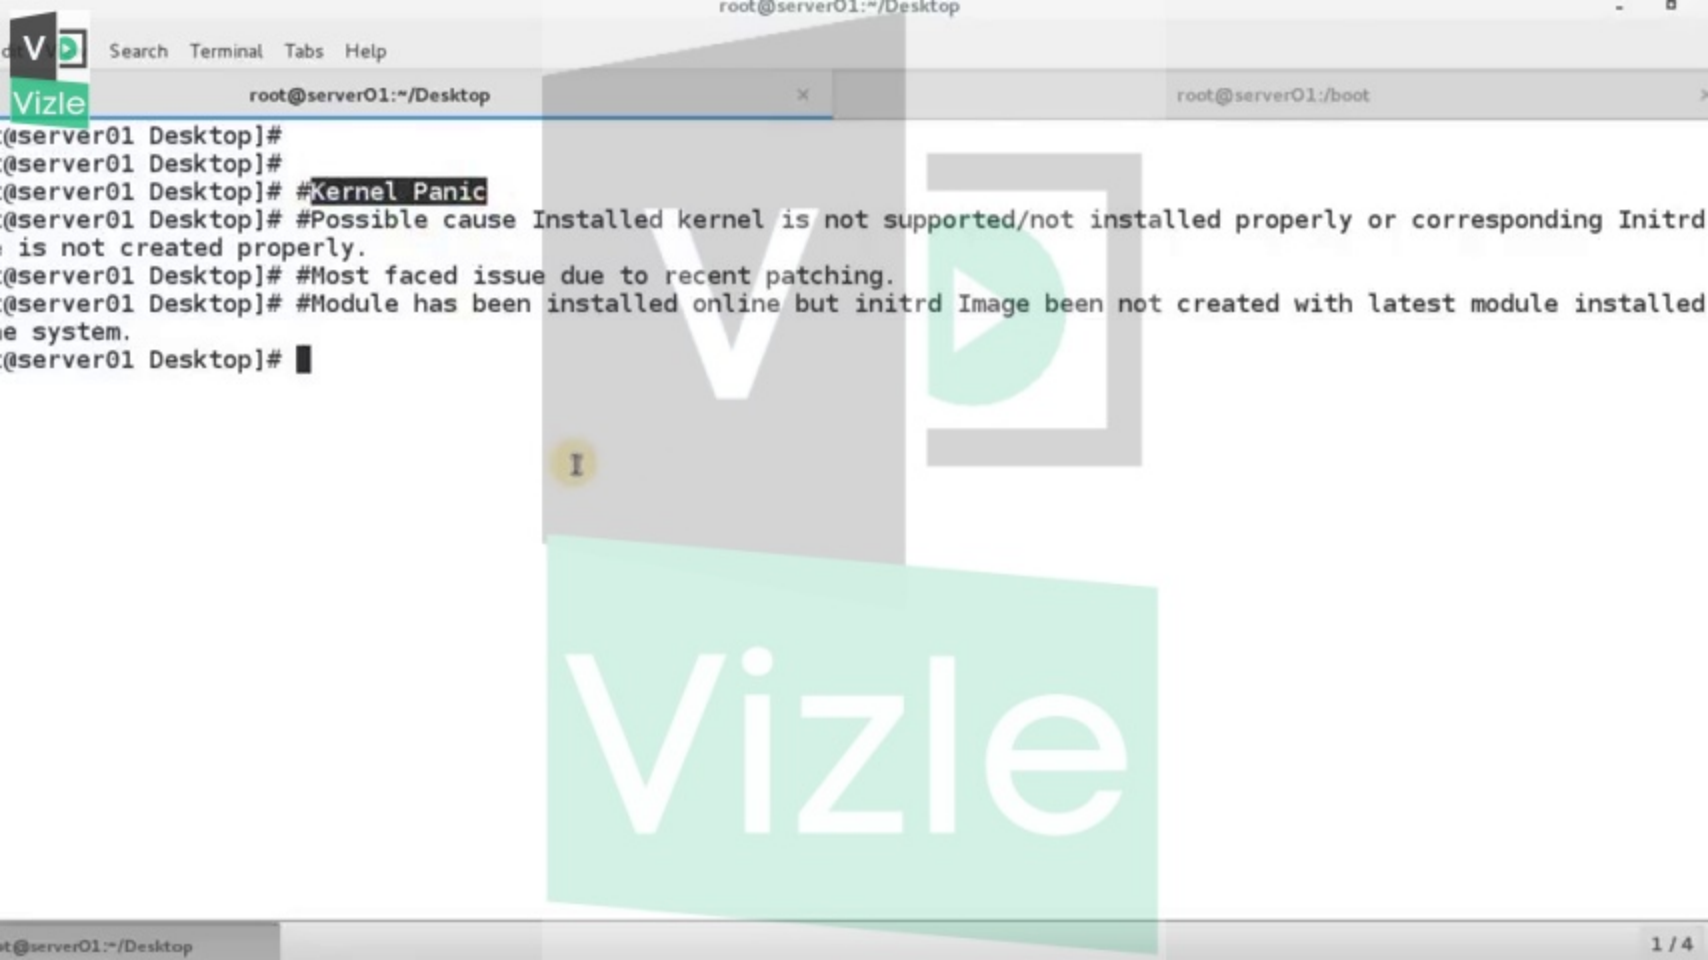 root@server01:~/Desktop
V
Search Terminal Tabs Help
Vizle
root@server01:~/Desktop × root@server01:/boot
@server01 Desktop]#
@server01 Desktop]#
@server01 Desktop]# #Kernel Panic
@server01 Desktop]# #Possible cause Installed kernel is not supported/not installed properly or corresponding Initrd
is not created properly.
@server01 Desktop]# #Most faced issue due to recent patching.
@server01 Desktop]# #Module has been installed online but initrd Image been not created with latest module installed
e system.
@server01 Desktop]#
V
Vizle
ot@server01:~/Desktop
1 / 4